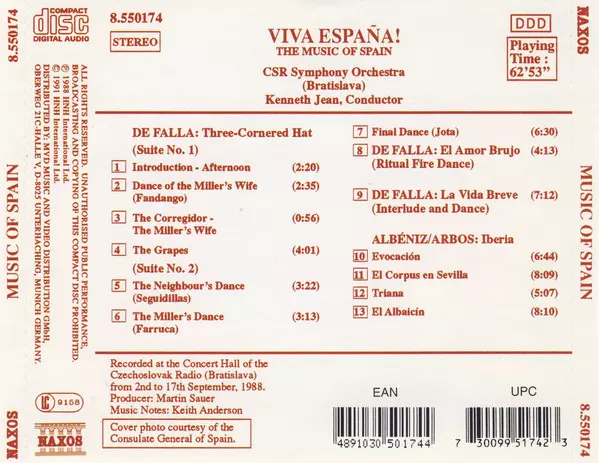 8.550174
MUSIC OF SPAIN
NAXOS
COMPACT
disc
DIGITAL AUDIO
8.550174
STEREO
VIVA ESPAÑA!
THE MUSIC OF SPAIN
CSR Symphony Orchestra
(Bratislava)
Kenneth Jean, Conductor
DDD
Playing
Time :
62'53"
ALL RIGHTS RESERVED. UNAUTHORISED PUBLIC PERFORMANCE,
BROADCASTING AND COPYING OF THIS COMPACT DISC PROHIBITED.
℗ 1988 HNH International Ltd.
© 1991 HNH International Ltd.
DISTRIBUTED BY: MVD MUSIC AND VIDEO DISTRIBUTION GMBH,
OBERWEG 21C-HALLE V, D-8025 UNTERHACHING, MUNICH GERMANY.
DE FALLA: Three-Cornered Hat
(Suite No. 1)
1 Introduction - Afternoon (2:20)
2 Dance of the Miller's Wife (2:35)
(Fandango)
3 The Corregidor - (0:56)
The Miller's Wife
4 The Grapes (4:01)
(Suite No. 2)
5 The Neighbour's Dance (3:22)
(Seguidillas)
6 The Miller's Dance (3:13)
(Farruca)
7 Final Dance (Jota) (6:30)
8 DE FALLA: El Amor Brujo (4:13)
(Ritual Fire Dance)
9 DE FALLA: La Vida Breve (7:12)
(Interlude and Dance)
ALBÉNIZ/ARBOS: Iberia
10 Evocación (6:44)
11 El Corpus en Sevilla (8:09)
12 Triana (5:07)
13 El Albaicín (8:10)
Recorded at the Concert Hall of the
Czechoslovak Radio (Bratislava)
from 2nd to 17th September, 1988.
Producer: Martin Sauer
Music Notes: Keith Anderson
Cover photo courtesy of the
Consulate General of Spain.
LC 9158
NAXOS
EAN
4891030 501744
UPC
7 30099 51742 3
8.550174
MUSIC OF SPAIN
NAXOS